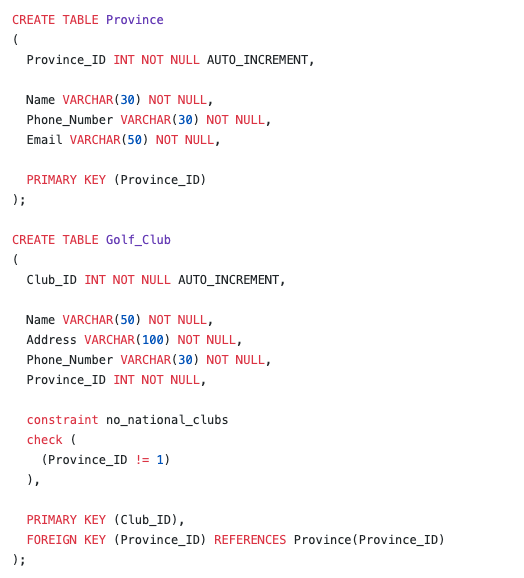 CREATE TABLE Province
(
  Province_ID INT NOT NULL AUTO_INCREMENT,

  Name VARCHAR(30) NOT NULL,
  Phone_Number VARCHAR(30) NOT NULL,
  Email VARCHAR(50) NOT NULL,

  PRIMARY KEY (Province_ID)
);

CREATE TABLE Golf_Club
(
  Club_ID INT NOT NULL AUTO_INCREMENT,

  Name VARCHAR(50) NOT NULL,
  Address VARCHAR(100) NOT NULL,
  Phone_Number VARCHAR(30) NOT NULL,
  Province_ID INT NOT NULL,

  constraint no_national_clubs
  check (
    (Province_ID != 1)
  ),

  PRIMARY KEY (Club_ID),
  FOREIGN KEY (Province_ID) REFERENCES Province(Province_ID)
);